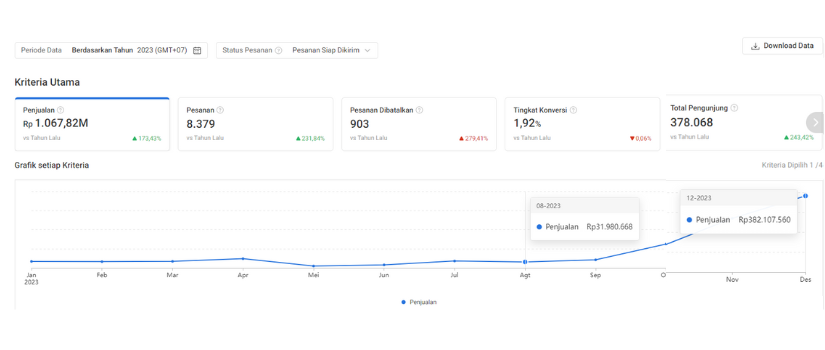 Periode Data Berdasarkan Tahun 2023 (GMT+07) Status Pesanan Pesanan Siap Dikirim Download Data
Kriteria Utama
Penjualan
Rp 1.067,82M
vs Tahun Lalu 173,43%
Pesanan
8.379
vs Tahun Lalu 231,84%
Pesanan Dibatalkan
903
vs Tahun Lalu 279,41%
Tingkat Konversi
1,92%
vs Tahun Lalu 0,06%
Total Pengunjung
378.068
vs Tahun Lalu 243,42%
Grafik setiap Kriteria Kriteria Dipilih 1 /4
08-2023
Penjualan Rp31.980.668
12-2023
Penjualan Rp382.107.560
Jan Feb Mar Apr Mei Jun Jul Agt Sep O Nov Des
2023
Penjualan